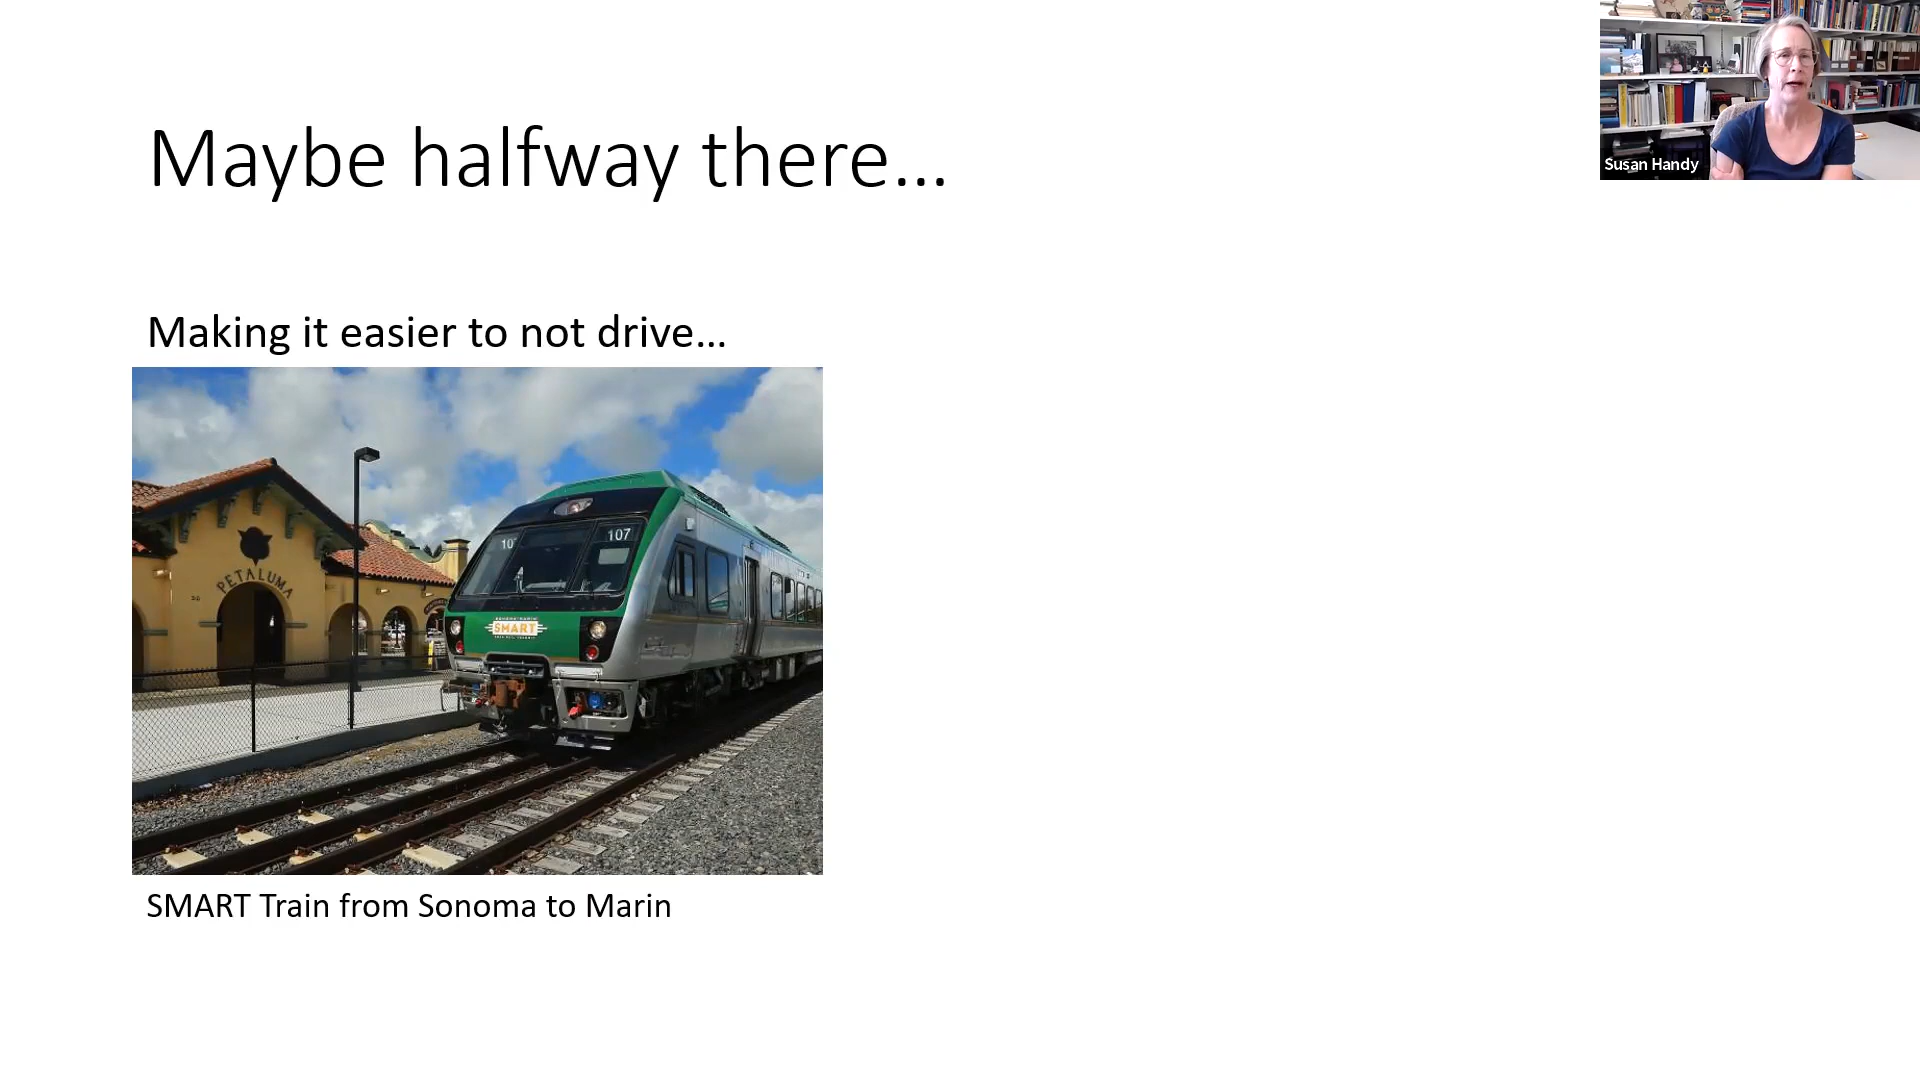 Maybe halfway there...
Susan Handy
Making it easier to not drive...
107
10
PETALUMA
SMART
SMART Train from Sonoma to Marin